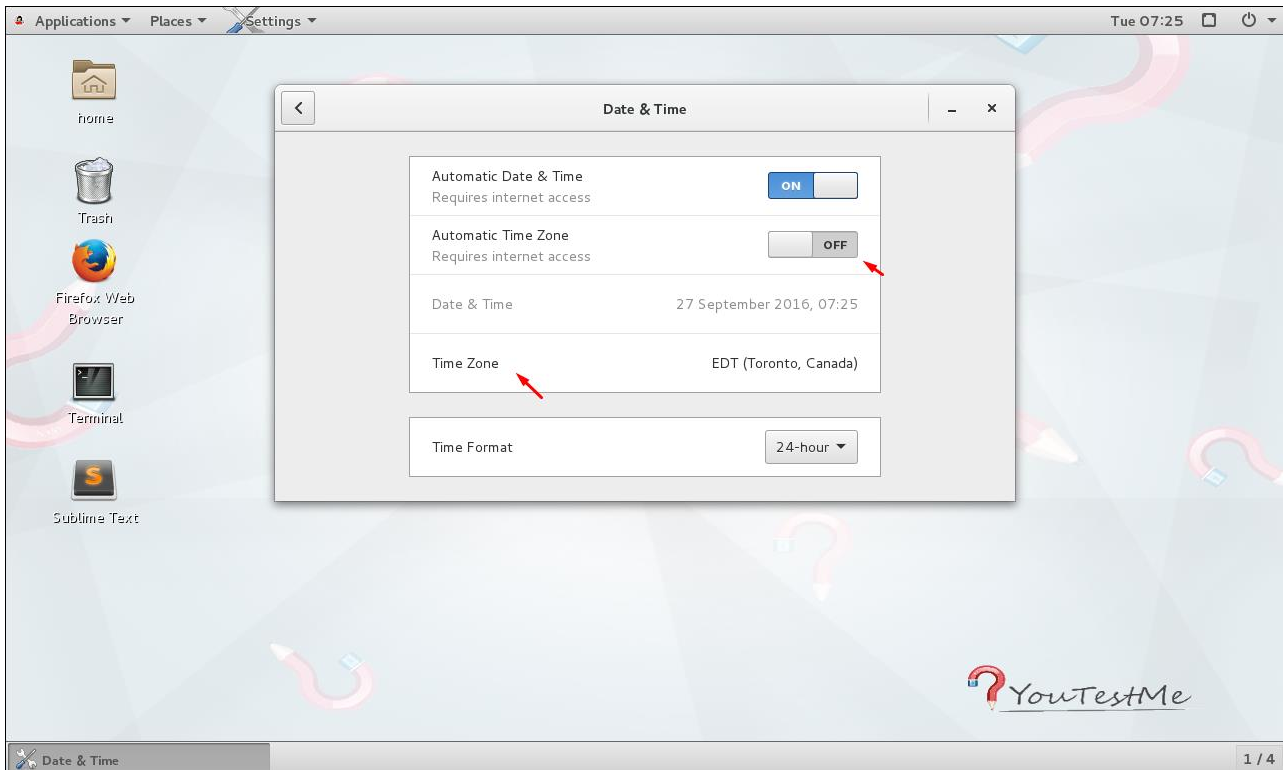 Applications Places Settings Tue 07:25
home
Trash
Firefox Web
Browser
Terminal
Sublime Text
Date & Time
Automatic Date & Time
Requires internet access
ON
Automatic Time Zone
Requires internet access
OFF
Date & Time 27 September 2016, 07:25
Time Zone EDT (Toronto, Canada)
Time Format 24-hour
YouTestMe
Date & Time 1 / 4